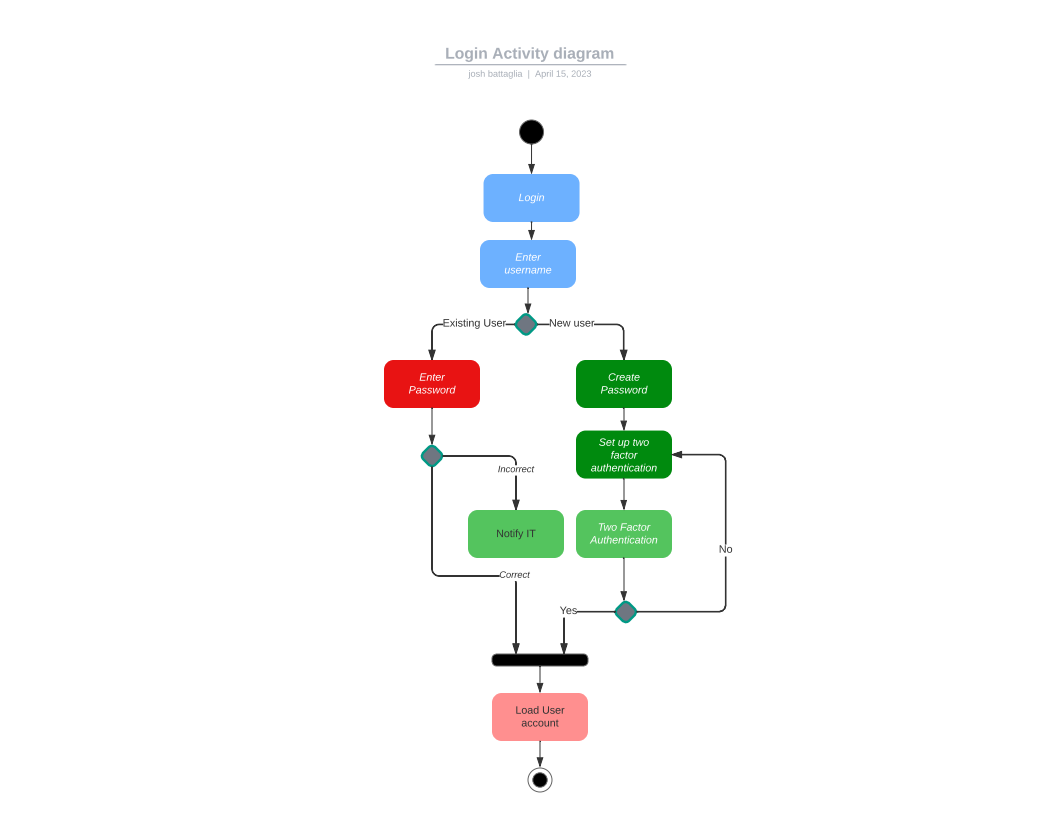 Login Activity diagram
josh battaglia | April 15, 2023
Login
Enter
username
Existing User
New user
Enter
Password
Create
Password
Set up two
factor
authentication
Incorrect
Notify IT
Two Factor
Authentication
No
Correct
Yes
Load User
account